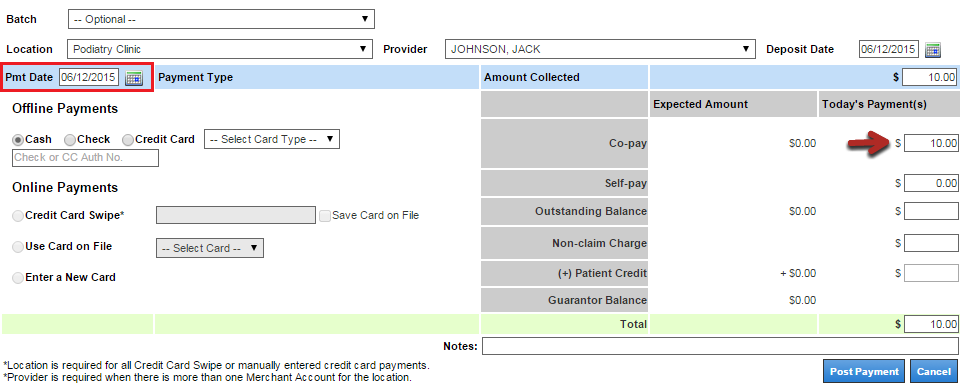 Batch -- Optional --
Location Podiatry Clinic Provider JOHNSON, JACK Deposit Date 06/12/2015
Pmt Date 06/12/2015 Payment Type Amount Collected $ 10.00
Offline Payments Expected Amount Today's Payment(s)
Cash Check Credit Card -- Select Card Type -- Co-pay $0.00 $ 10.00
Check or CC Auth No.
Online Payments Self-pay $ 0.00
Credit Card Swipe* Save Card on File Outstanding Balance $0.00 $
Use Card on File -- Select Card -- Non-claim Charge $
Enter a New Card (+) Patient Credit + $0.00 $
Guarantor Balance $0.00
Total $ 10.00
Notes:
*Location is required for all Credit Card Swipe or manually entered credit card payments.
*Provider is required when there is more than one Merchant Account for the location.
Post Payment Cancel